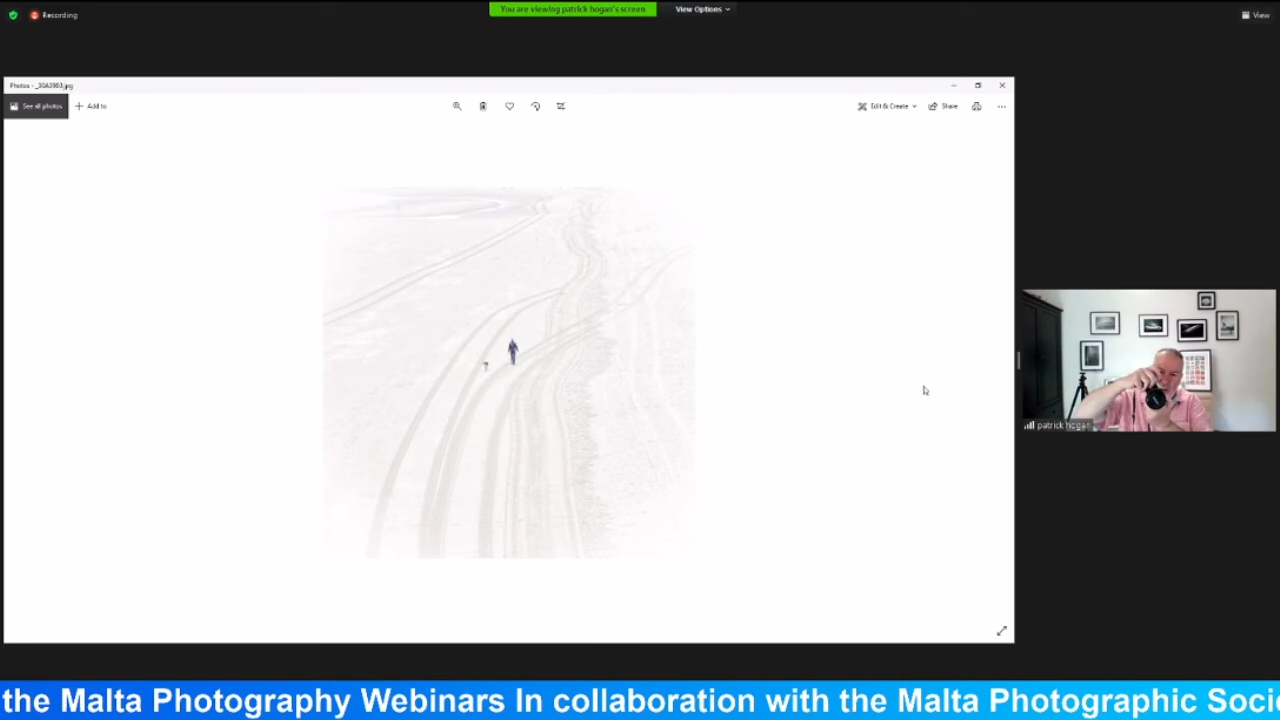 Recording
You are viewing patrick hogan's screen
View Options
View
See all photos
Add to
Edit & Create
Share
patrick hogan
the Malta Photography Webinars In collaboration with the Malta Photographic Socie